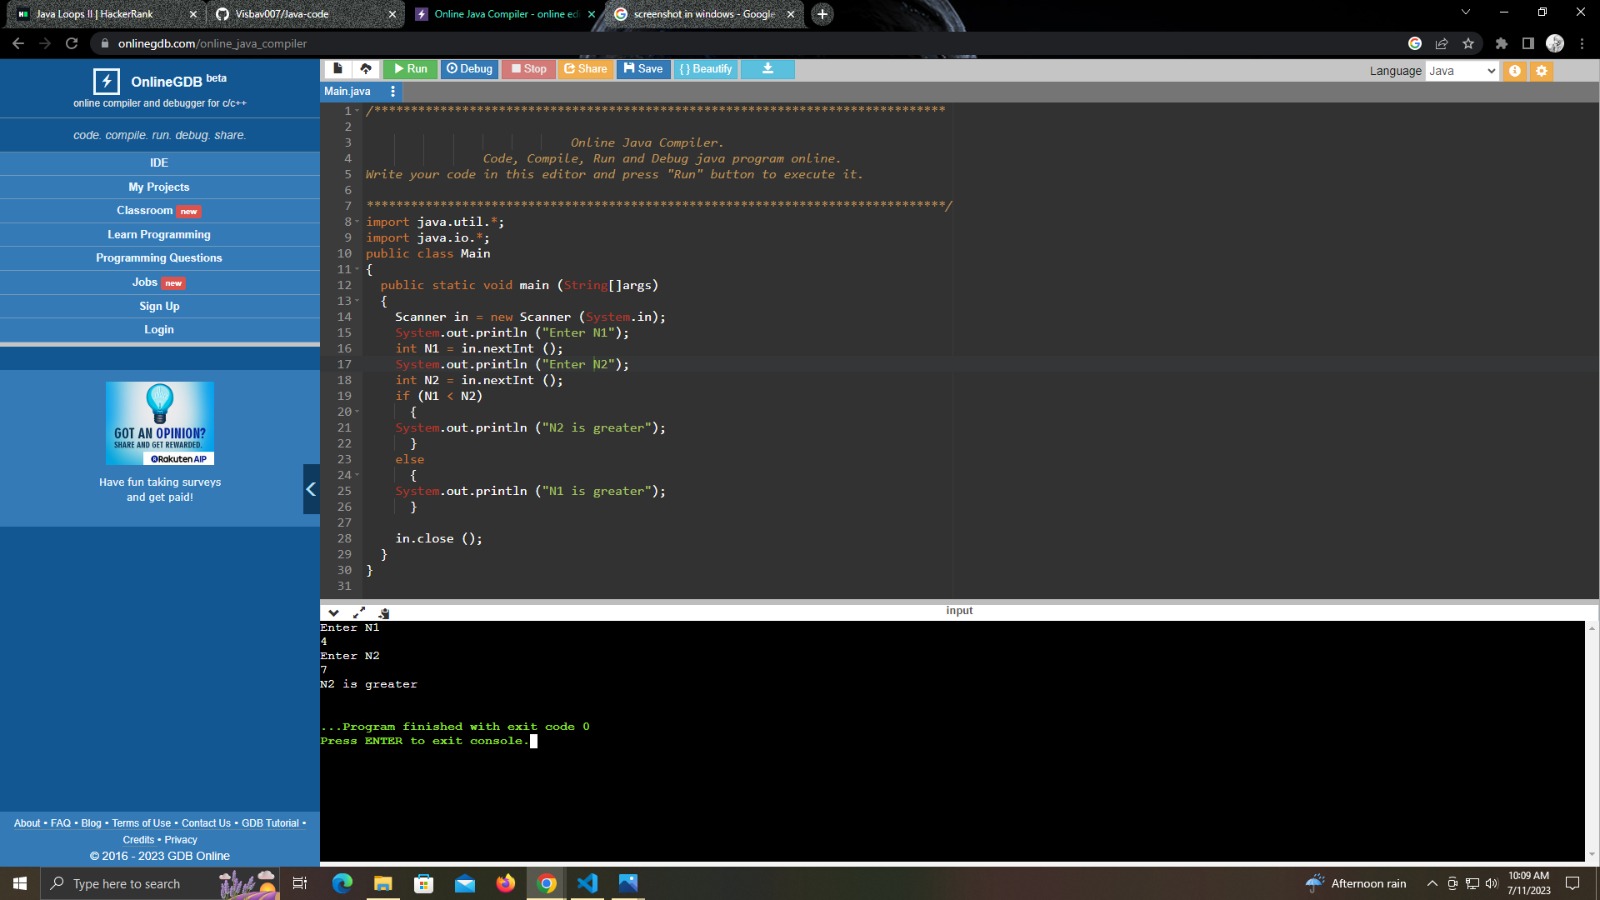 Java Loops II | HackerRank
Visbav007/Java-code
Online Java Compiler - online ed
screenshot in windows - Google
onlinegdb.com/online_java_compiler
OnlineGDB beta
online compiler and debugger for c/c++
code. compile. run. debug. share.
IDE
My Projects
Classroom new
Learn Programming
Programming Questions
Jobs new
Sign Up
Login
GOT AN OPINION?
SHARE AND GET REWARDED.
Rakuten AIP
Have fun taking surveys
and get paid!
About • FAQ • Blog • Terms of Use • Contact Us • GDB Tutorial •
Credits • Privacy
© 2016 - 2023 GDB Online
Run Debug Stop Share Save { } Beautify
Language Java
Main.java
1 /******************************************************************************
2
3 Online Java Compiler.
4 Code, Compile, Run and Debug java program online.
5 Write your code in this editor and press "Run" button to execute it.
6
7 *******************************************************************************/
8 import java.util.*;
9 import java.io.*;
10 public class Main
11 {
12 public static void main (String[]args)
13 {
14 Scanner in = new Scanner (System.in);
15 System.out.println ("Enter N1");
16 int N1 = in.nextInt ();
17 System.out.println ("Enter N2");
18 int N2 = in.nextInt ();
19 if (N1 < N2)
20 {
21 System.out.println ("N2 is greater");
22 }
23 else
24 {
25 System.out.println ("N1 is greater");
26 }
27
28 in.close ();
29 }
30 }
31
input
Enter N1
4
Enter N2
7
N2 is greater
...Program finished with exit code 0
Press ENTER to exit console.
Type here to search
Afternoon rain
10:09 AM
7/11/2023